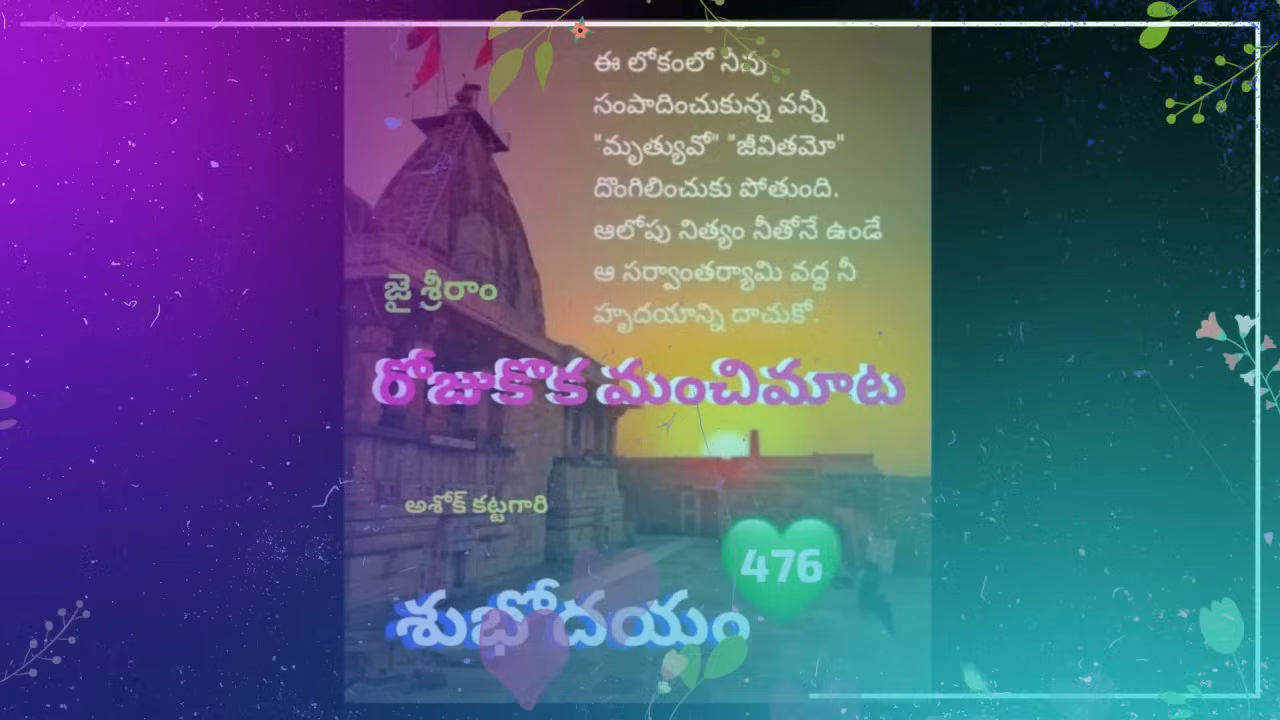 ఈ లోకంలో నీవు
సంపాదించుకున్న వన్నీ
"మృత్యువో" "జీవితమో"
దొంగిలించుకు పోతుంది.
ఆలోపు నిత్యం నీతోనే ఉండే
ఆ సర్వాంతర్యామి వద్ద నీ
హృదయాన్ని దాచుకో.
జై శ్రీరాం
రోజుకొక మంచిమాట
అశోక్ కట్టగారి
476
శుభోదయం